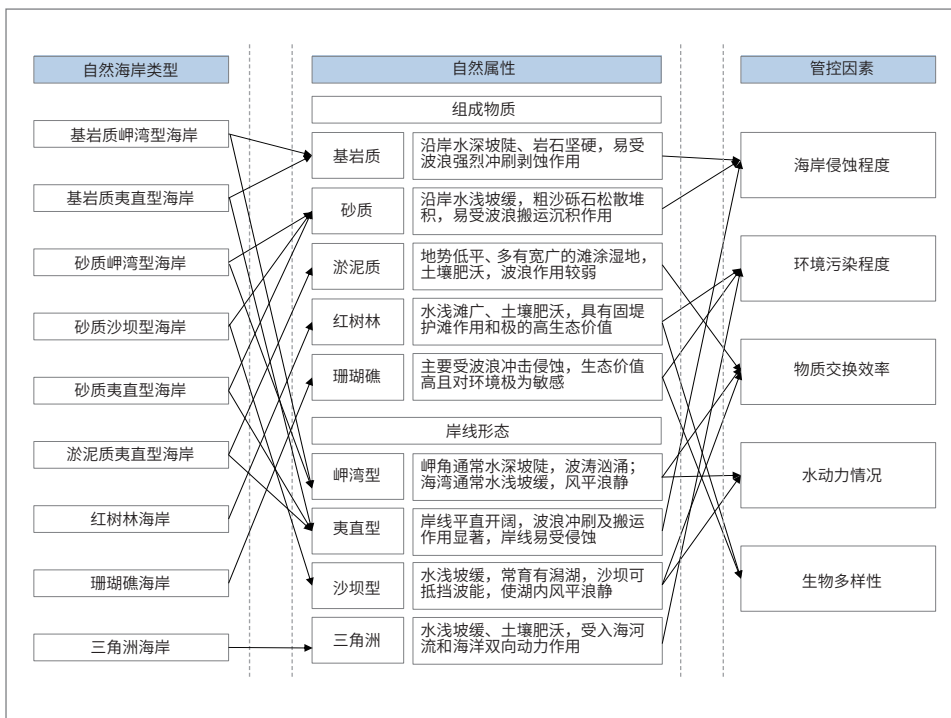 自然海岸类型
自然属性
管控因素
组成物质
基岩质岬湾型海岸
基岩质夷直型海岸
砂质岬湾型海岸
砂质沙坝型海岸
砂质夷直型海岸
淤泥质夷直型海岸
红树林海岸
珊瑚礁海岸
三角洲海岸
基岩质
沿岸水深坡陡、岩石坚硬，易受
波浪强烈冲刷剥蚀作用
砂质
沿岸水浅坡缓，粗沙砾石松散堆
积，易受波浪搬运沉积作用
淤泥质
地势低平、多有宽广的滩涂湿地，
土壤肥沃，波浪作用较弱
红树林
水浅滩广、土壤肥沃，具有固堤
护滩作用和极的高生态价值
珊瑚礁
主要受波浪冲击侵蚀，生态价值
高且对环境极为敏感
岸线形态
岬湾型
岬角通常水深坡陡，波涛汹涌；
海湾通常水浅坡缓，风平浪静
夷直型
岸线平直开阔，波浪冲刷及搬运
作用显著，岸线易受侵蚀
沙坝型
水浅坡缓，常育有潟湖，沙坝可
抵挡波能，使湖内风平浪静
三角洲
水浅坡缓、土壤肥沃，受入海河
流和海洋双向动力作用
海岸侵蚀程度
环境污染程度
物质交换效率
水动力情况
生物多样性